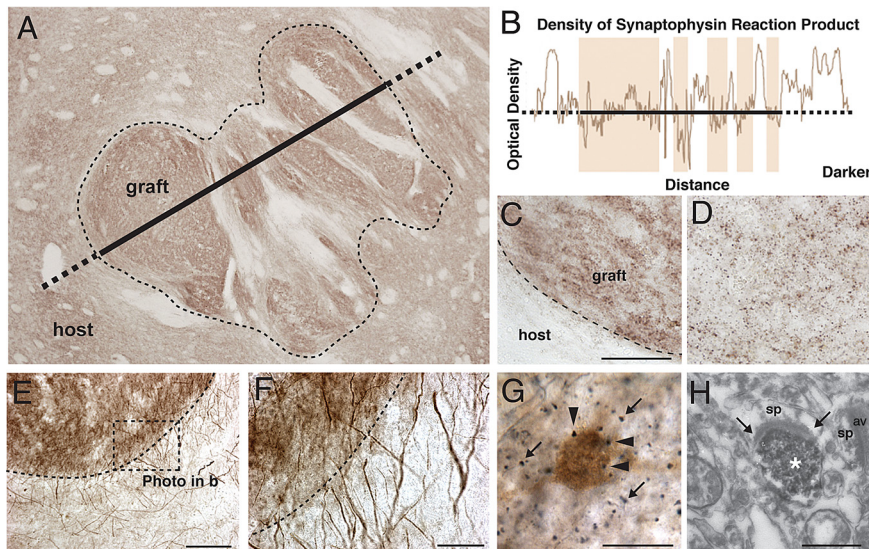 A
graft
host
B
Density of Synaptophysin Reaction Product
Optical Density
Distance
Darker
C
graft
host
D
E
Photo in b
F
G
H
sp
sp
av
*